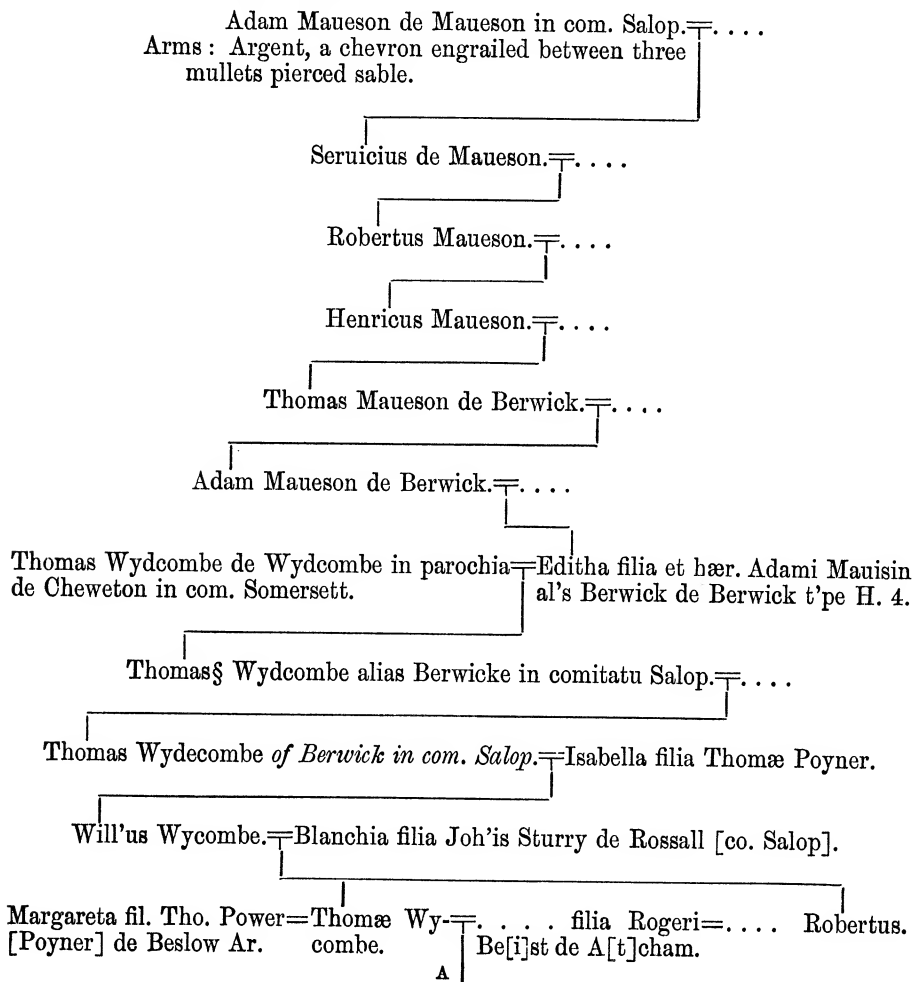 Adam Maueson de Maueson in com. Salop.=. . . .
Arms : Argent, a chevron engrailed between three
mullets pierced sable.
Seruicius de Maueson.=. . . .
Robertus Maueson.=. . . .
Henricus Maueson.=. . . .
Thomas Maueson de Berwick.=. . . .
Adam Maueson de Berwick.=. . . .
Thomas Wydcombe de Wydcombe in parochia=Editha filia et hær. Adami Mauisin
de Cheweton in com. Somersett. al's Berwick de Berwick t'pe H. 4.
Thomas§ Wydcombe alias Berwicke in comitatu Salop.=. . . .
Thomas Wydecombe of Berwick in com. Salop.=Isabella filia Thomæ Poyner.
Will'us Wycombe.=Blanchia filia Joh'is Sturry de Rossall [co. Salop].
Margareta fil. Tho. Power=Thomæ Wy-=. . . . filia Rogeri=. . . . Robertus.
[Poyner] de Beslow Ar. combe. Be[i]st de A[t]cham.
A